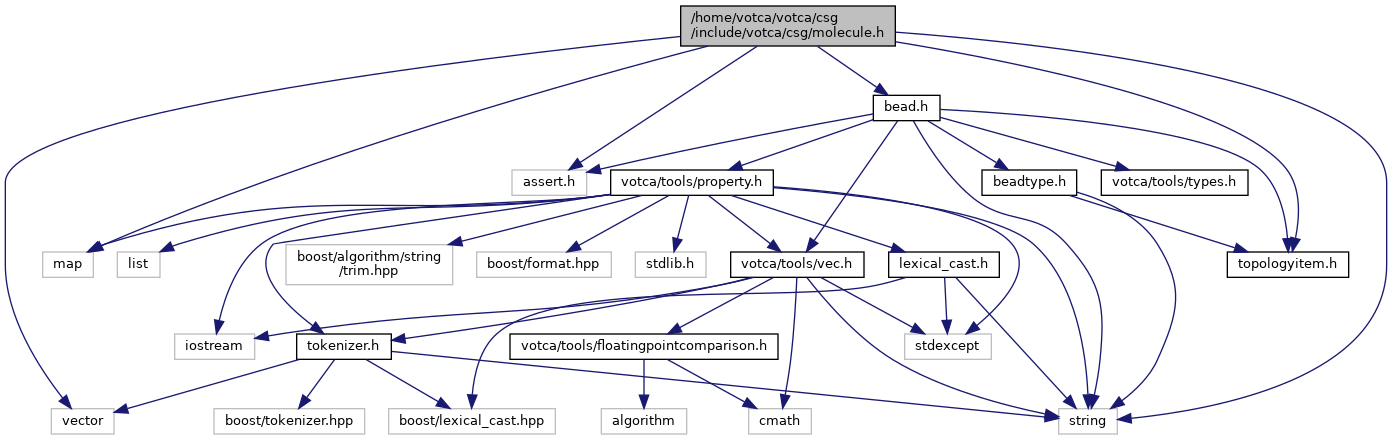 /home/votca/votca/csg
/include/votca/csg/molecule.h
bead.h
assert.h
votca/tools/property.h
beadtype.h
votca/tools/types.h
map
list
boost/algorithm/string
/trim.hpp
boost/format.hpp
stdlib.h
votca/tools/vec.h
lexical_cast.h
topologyitem.h
iostream
tokenizer.h
votca/tools/floatingpointcomparison.h
stdexcept
vector
boost/tokenizer.hpp
boost/lexical_cast.hpp
algorithm
cmath
string